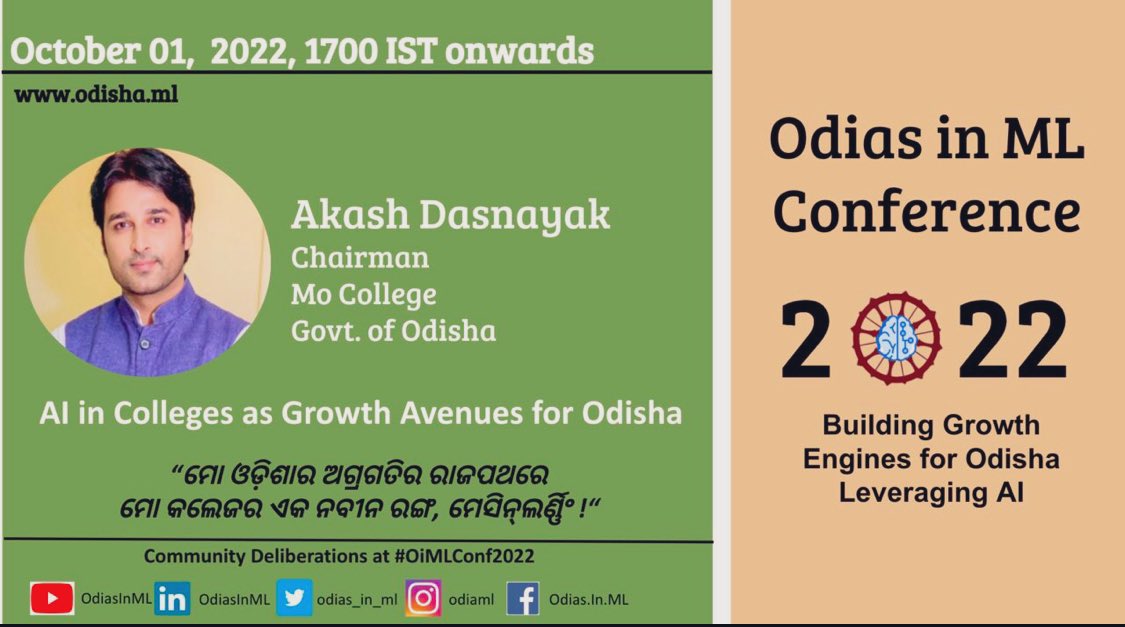 October 01, 2022, 1700 IST onwards
www.odisha.ml
Akash Dasnayak
Chairman
Mo College
Govt. of Odisha
AI in Colleges as Growth Avenues for Odisha
“ମୋ ଓଡ଼ିଶାର ଅଗ୍ରଗତିର ରାଜପଥରେ
ମୋ କଲେଜର ଏକ ନବୀନ ରଙ୍ଗ, ମେସିନ୍‌ଲର୍ଣ୍ଣିଂ !“
Community Deliberations at #OiMLConf2022
OdiasInML OdiasInML odias_in_ml odiaml Odias.In.ML
Odias in ML
Conference
2022
Building Growth
Engines for Odisha
Leveraging AI